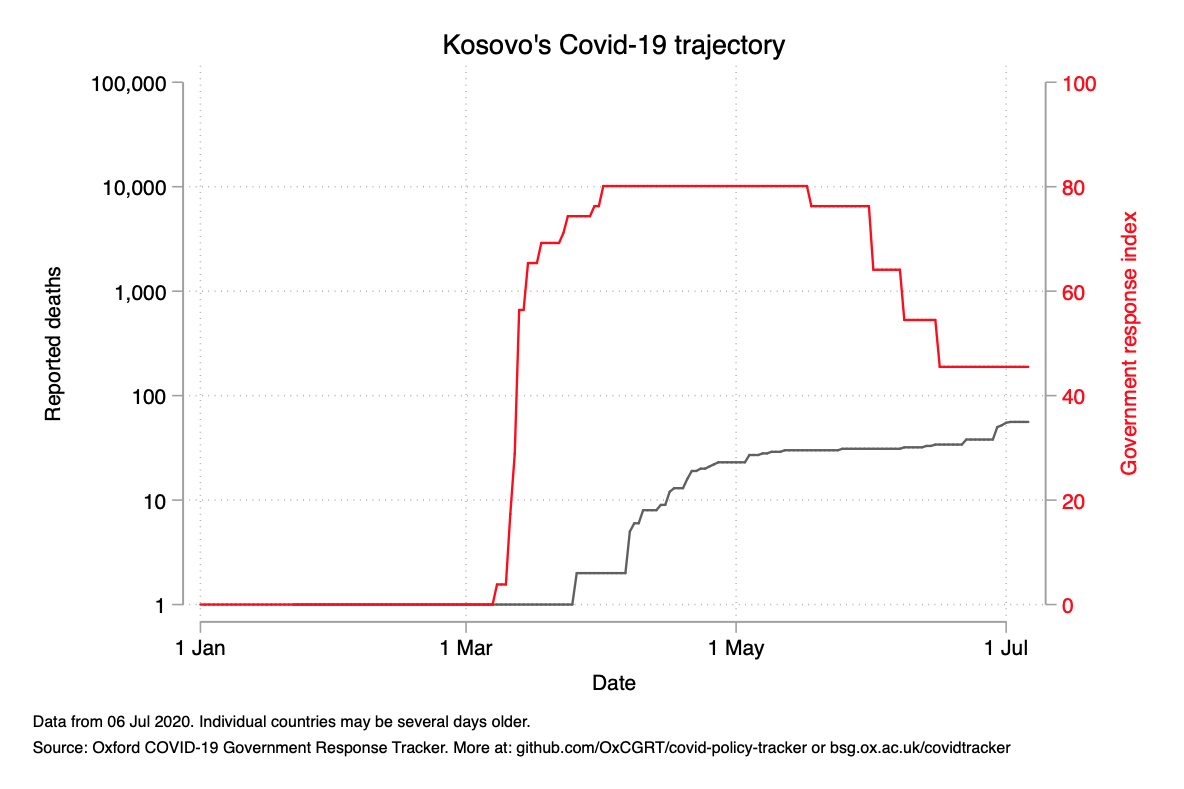 Kosovo's Covid-19 trajectory
100,000
10,000
1,000
100
10
1
Reported deaths
100
80
60
40
20
0
Government response index
1 Jan
1 Mar
1 May
1 Jul
Date
Data from 06 Jul 2020. Individual countries may be several days older.
Source: Oxford COVID-19 Government Response Tracker. More at: github.com/OxCGRT/covid-policy-tracker or bsg.ox.ac.uk/covidtracker